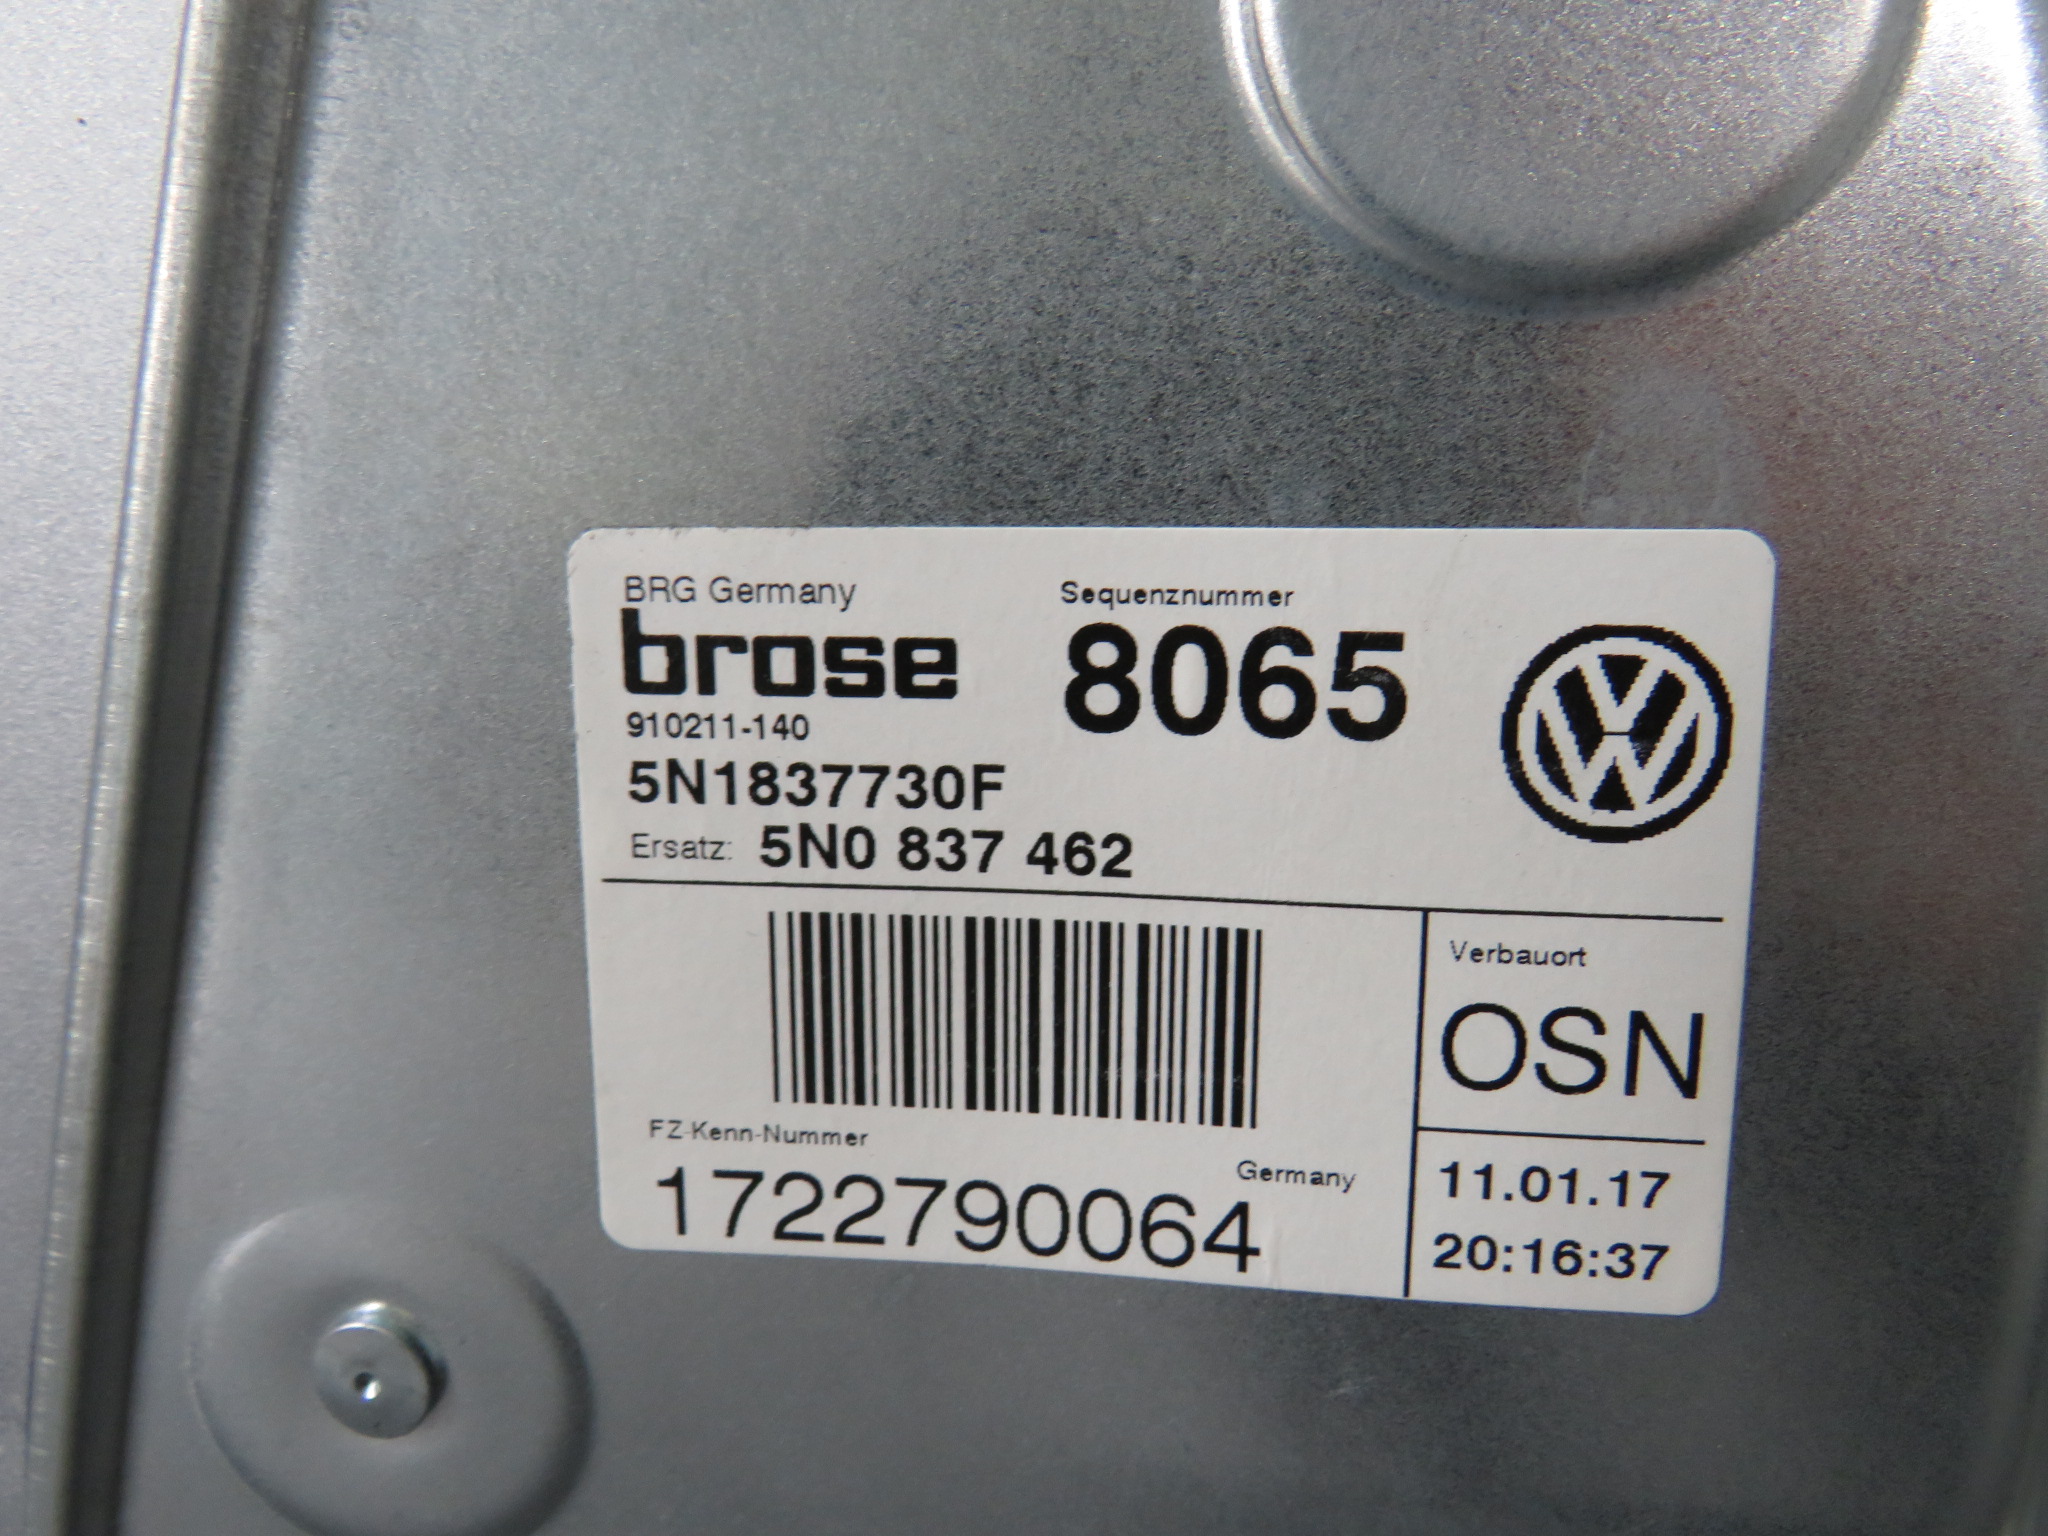 BRG Germany
brose
910211-140
5N1837730F
Ersatz: 5N0 837 462
Sequenznummer
8065
VW
Verbauort
OSN
FZ-Kenn-Nummer
Germany
1722790064
11.01.17
20:16:37